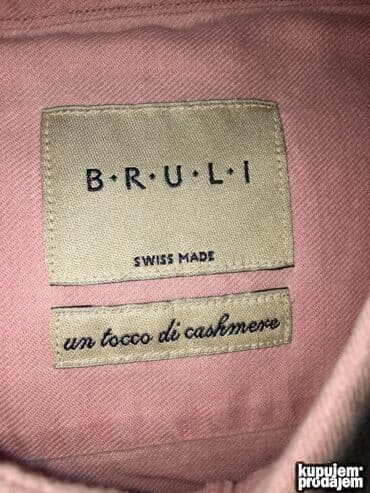 B·R·U·L·I
SWISS MADE
un tocco di cashmere
kupujem
prodajem